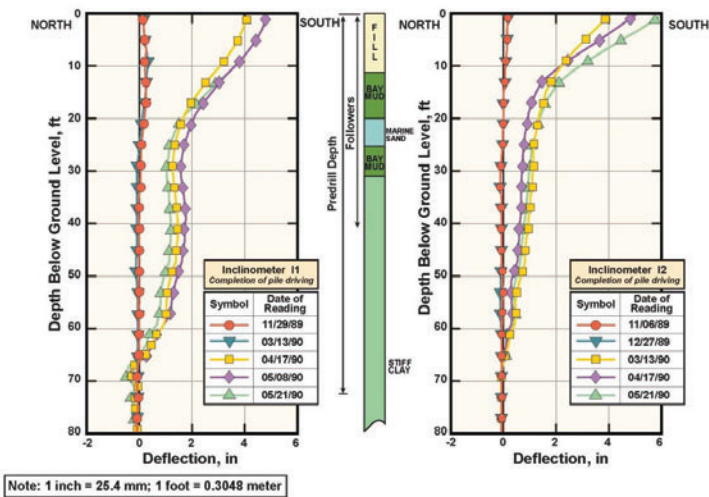 NORTH
SOUTH
0
10
20
30
40
50
60
70
80
Depth Below Ground Level, ft
-2
0
2
4
6
Deflection, in
Inclinometer I1
Completion of pile driving
Symbol
Date of Reading
11/29/89
03/13/90
04/17/90
05/08/90
05/21/90
Predrill Depth
Followers
FILL
BAY MUD
MARINE SAND
BAY MUD
STIFF CLAY
NORTH
SOUTH
0
10
20
30
40
50
60
70
80
Depth Below Ground Level, ft
-2
0
2
4
6
Deflection, in
Inclinometer I2
Completion of pile driving
Symbol
Date of Reading
11/06/89
12/27/89
03/13/90
04/17/90
05/21/90
Note: 1 inch = 25.4 mm; 1 foot = 0.3048 meter